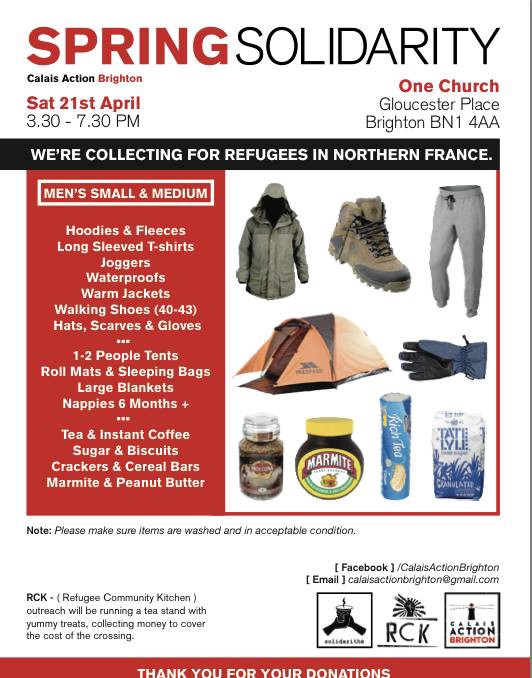 SPRING SOLIDARITY
Calais Action Brighton
Sat 21st April
3.30 - 7.30 PM
One Church
Gloucester Place
Brighton BN1 4AA
WE'RE COLLECTING FOR REFUGEES IN NORTHERN FRANCE.
MEN'S SMALL & MEDIUM
Hoodies & Fleeces
Long Sleeved T-shirts
Joggers
Waterproofs
Warm Jackets
Walking Shoes (40-43)
Hats, Scarves & Gloves
1-2 People Tents
Roll Mats & Sleeping Bags
Large Blankets
Nappies 6 Months +
Tea & Instant Coffee
Sugar & Biscuits
Crackers & Cereal Bars
Marmite & Peanut Butter
TRESPASS
MARMITE
Rich Tea
TATE
LYLE
GRANULATED
Note: Please make sure items are washed and in acceptable condition.
[ Facebook ] /CalaisActionBrighton
[ Email ] calaisactionbrighton@gmail.com
RCK - ( Refugee Community Kitchen )
outreach will be running a tea stand with
yummy treats, collecting money to cover
the cost of the crossing.
solidarithé
RCK
CALAIS
ACTION
BRIGHTON
THANK YOU FOR YOUR DONATIONS